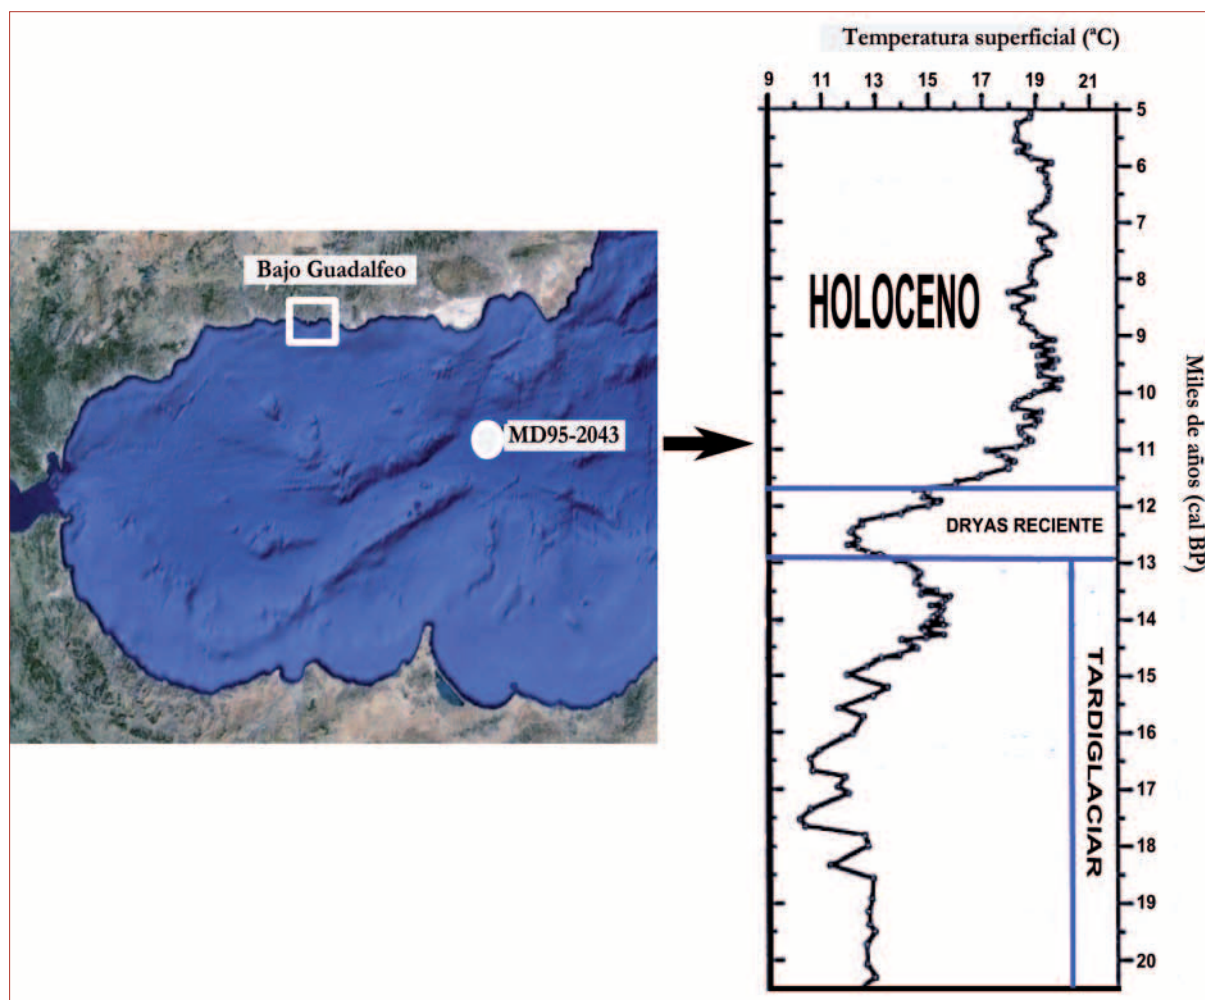 Temperatura superficial (ªC)
9 11 13 15 17 19 21
Bajo Guadalfeo
MD95-2043
HOLOCENO
DRYAS RECIENTE
TARDIGLACIAR
5
6
7
8
9
10
11
12
13
14
15
16
17
18
19
20
Miles de años (cal BP)